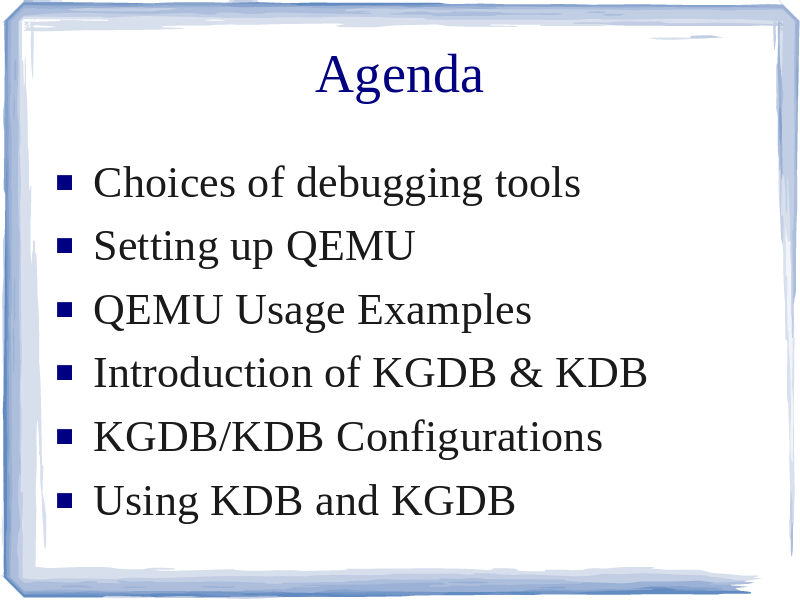 Agenda
Choices of debugging tools
Setting up QEMU
QEMU Usage Examples
Introduction of KGDB & KDB
KGDB/KDB Configurations
Using KDB and KGDB